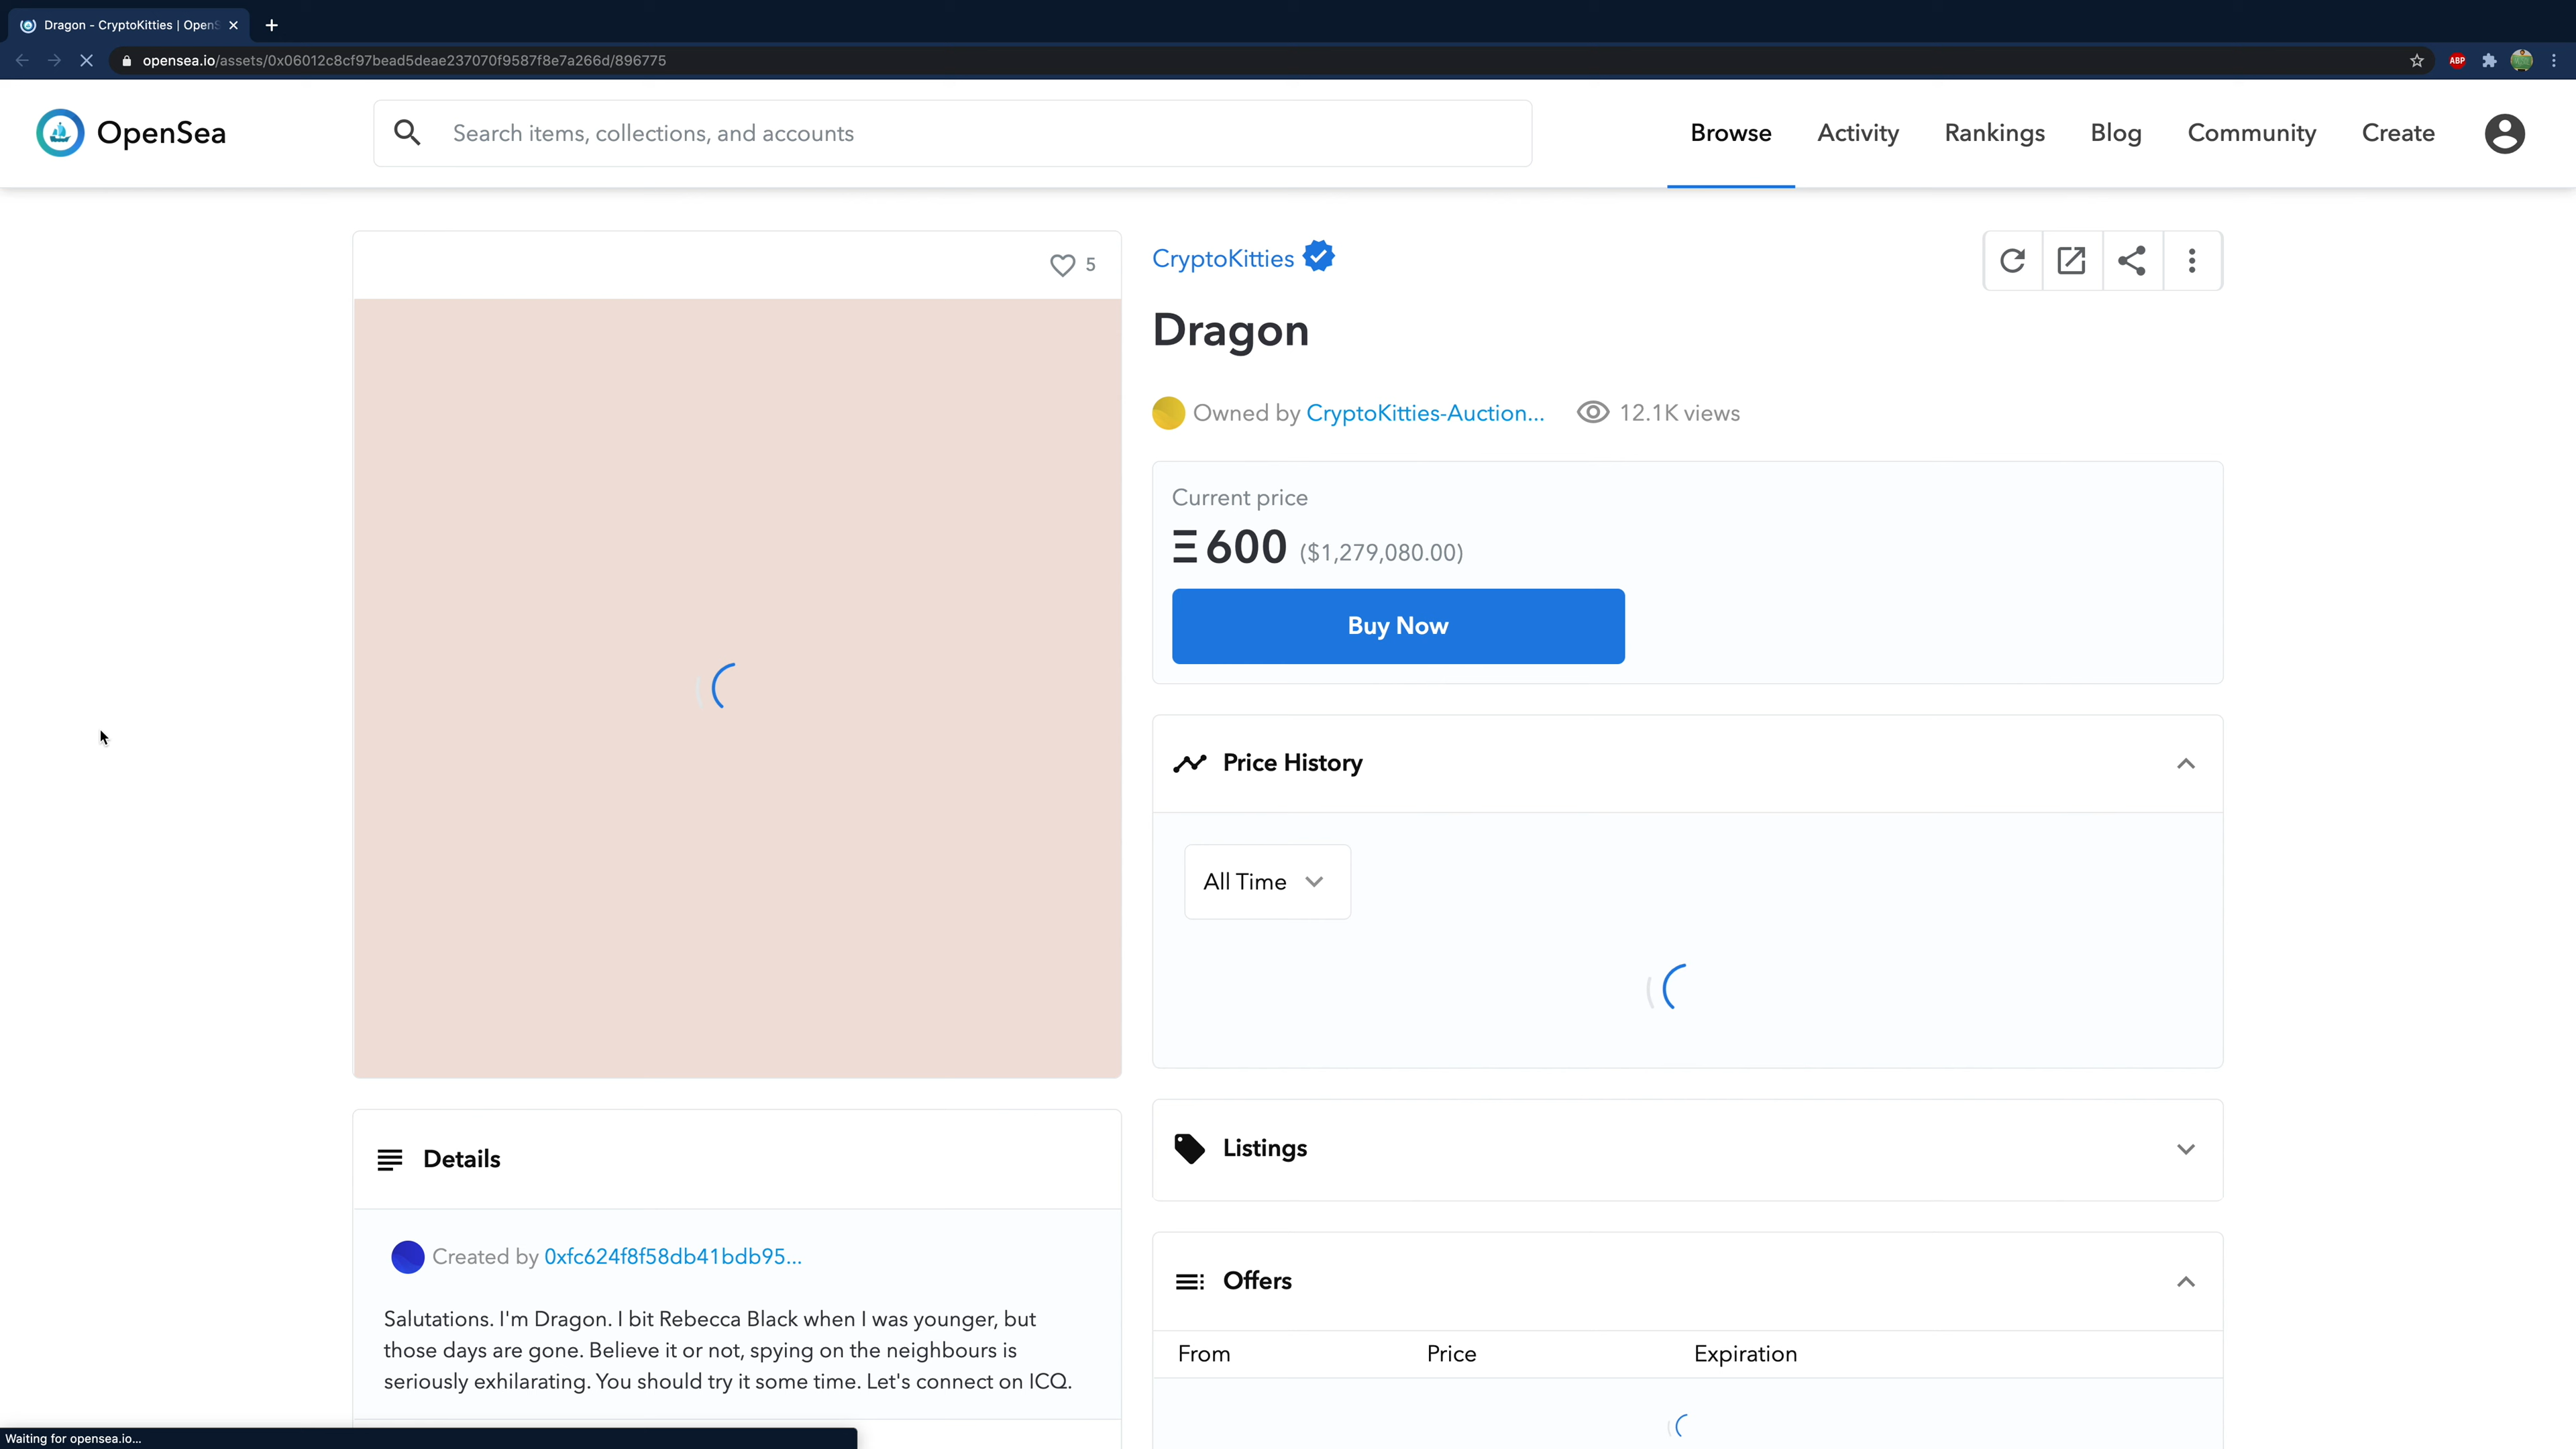 Dragon - CryptoKitties | OpenS
opensea.io/assets/0x06012c8cf97bead5deae237070f9587f8e7a266d/896775
ABP
OpenSea
Search items, collections, and accounts
Browse
Activity
Rankings
Blog
Community
Create
5
CryptoKitties
Dragon
Owned by CryptoKitties-Auction...
12.1K views
Current price
Ξ 600 ($1,279,080.00)
Buy Now
Price History
All Time
Listings
Offers
From Price Expiration
Details
Created by 0xfc624f8f58db41bdb95...
Salutations. I'm Dragon. I bit Rebecca Black when I was younger, but
those days are gone. Believe it or not, spying on the neighbours is
seriously exhilarating. You should try it some time. Let's connect on ICQ.
Waiting for opensea.io...